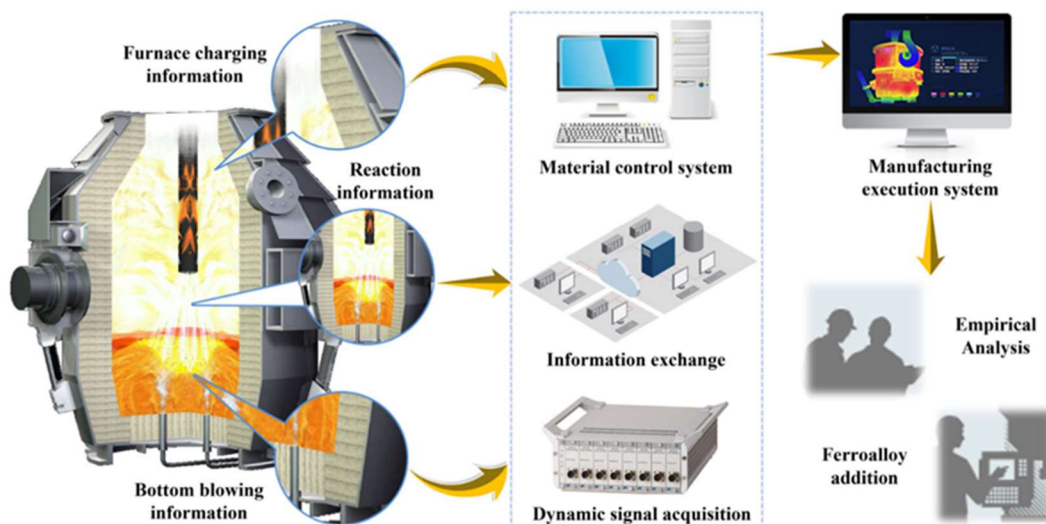 Furnace charging
information
Reaction
information
Bottom blowing
information
Material control system
Information exchange
Dynamic signal acquisition
Manufacturing
execution system
Empirical
Analysis
Ferroalloy
addition